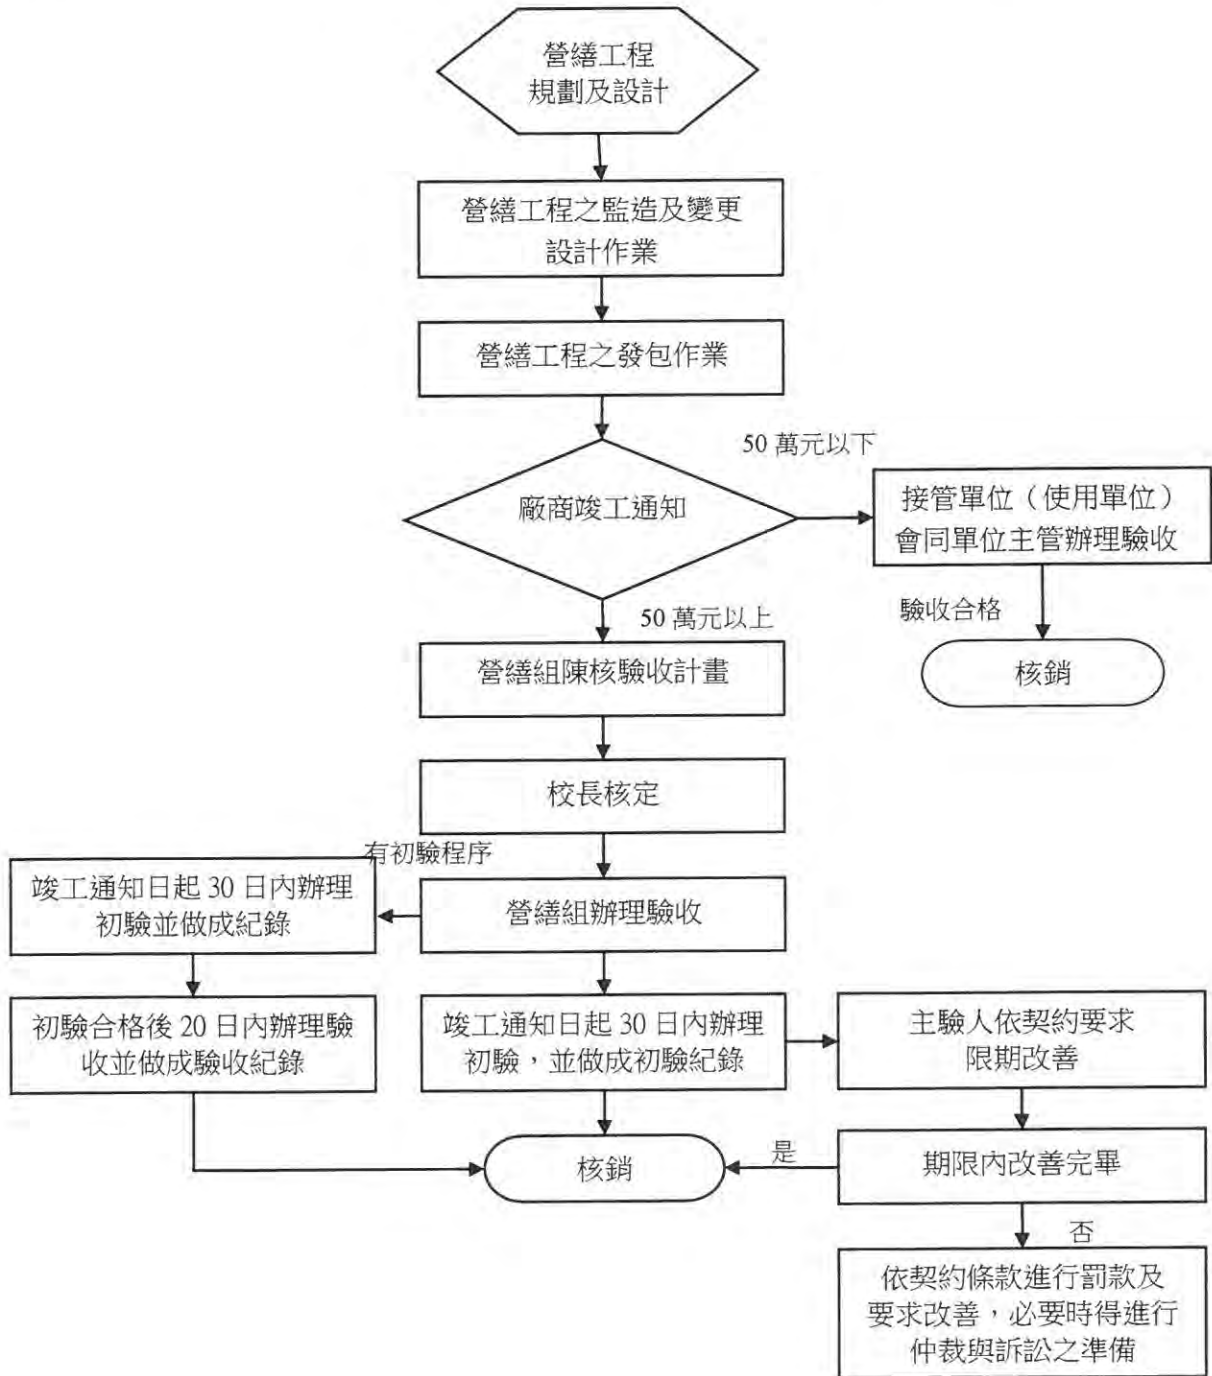 營繕工程
規劃及設計
營繕工程之監造及變更
設計作業
營繕工程之發包作業
廠商竣工通知
50 萬元以下
接管單位（使用單位）
會同單位主管辦理驗收
驗收合格
核銷
50 萬元以上
營繕組陳核驗收計畫
校長核定
有初驗程序
營繕組辦理驗收
竣工通知日起 30 日內辦理
初驗並做成紀錄
初驗合格後 20 日內辦理驗
收並做成驗收紀錄
竣工通知日起 30 日內辦理
初驗，並做成初驗紀錄
主驗人依契約要求
限期改善
核銷
是
期限內改善完畢
否
依契約條款進行罰款及
要求改善，必要時得進行
仲裁與訴訟之準備